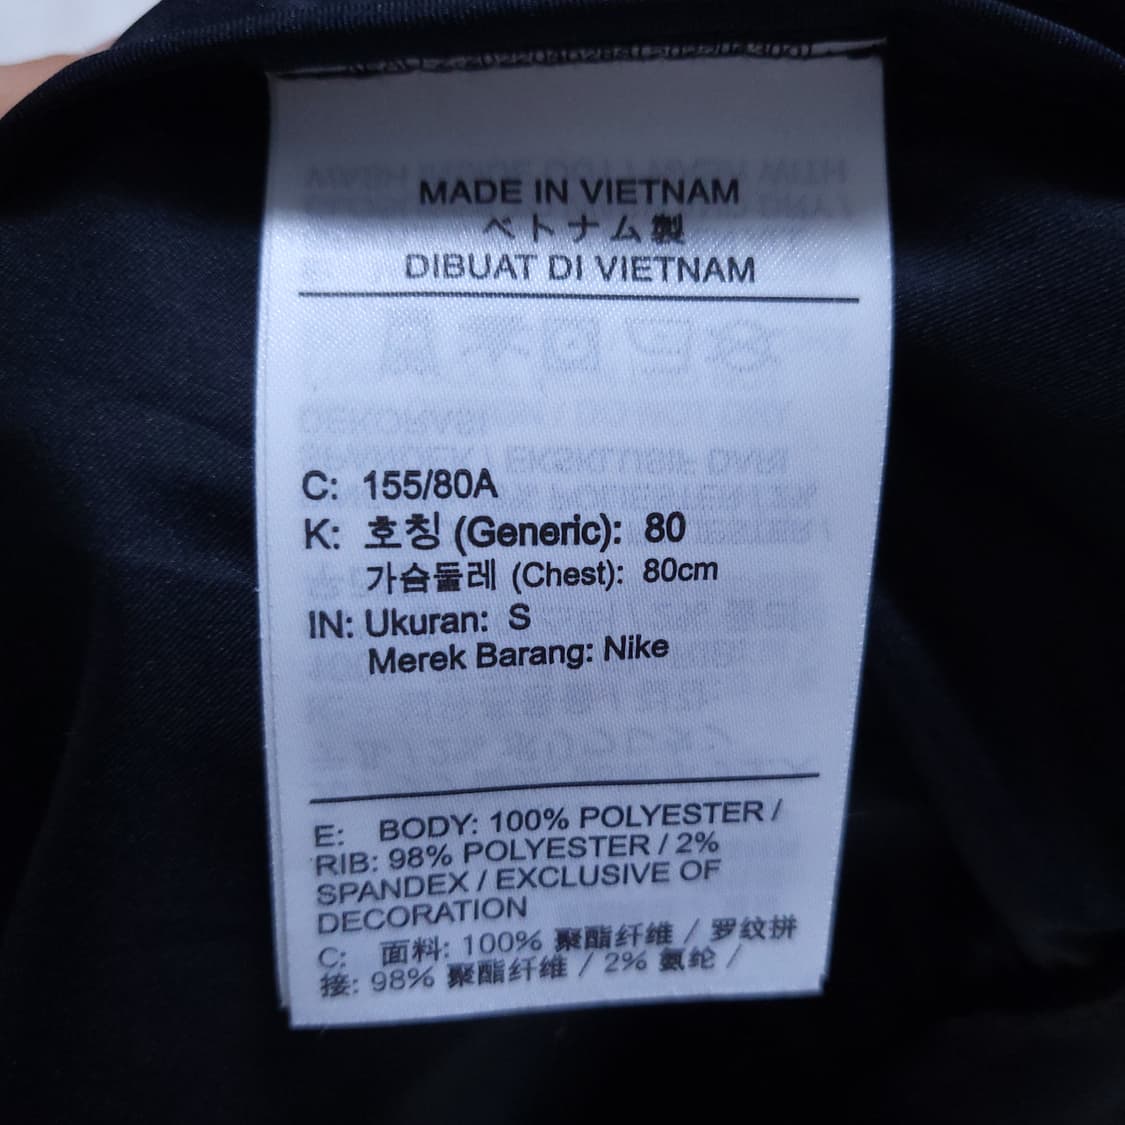 MADE IN VIETNAM
ベトナム製
DIBUAT DI VIETNAM
C: 155/80A
K: 호칭 (Generic): 80
가슴둘레 (Chest): 80cm
IN: Ukuran: S
Merek Barang: Nike
E: BODY: 100% POLYESTER /
RIB: 98% POLYESTER / 2%
SPANDEX / EXCLUSIVE OF
DECORATION
C: 面料: 100% 聚酯纤维 / 罗纹拼
接: 98% 聚酯纤维 / 2% 氨纶 /